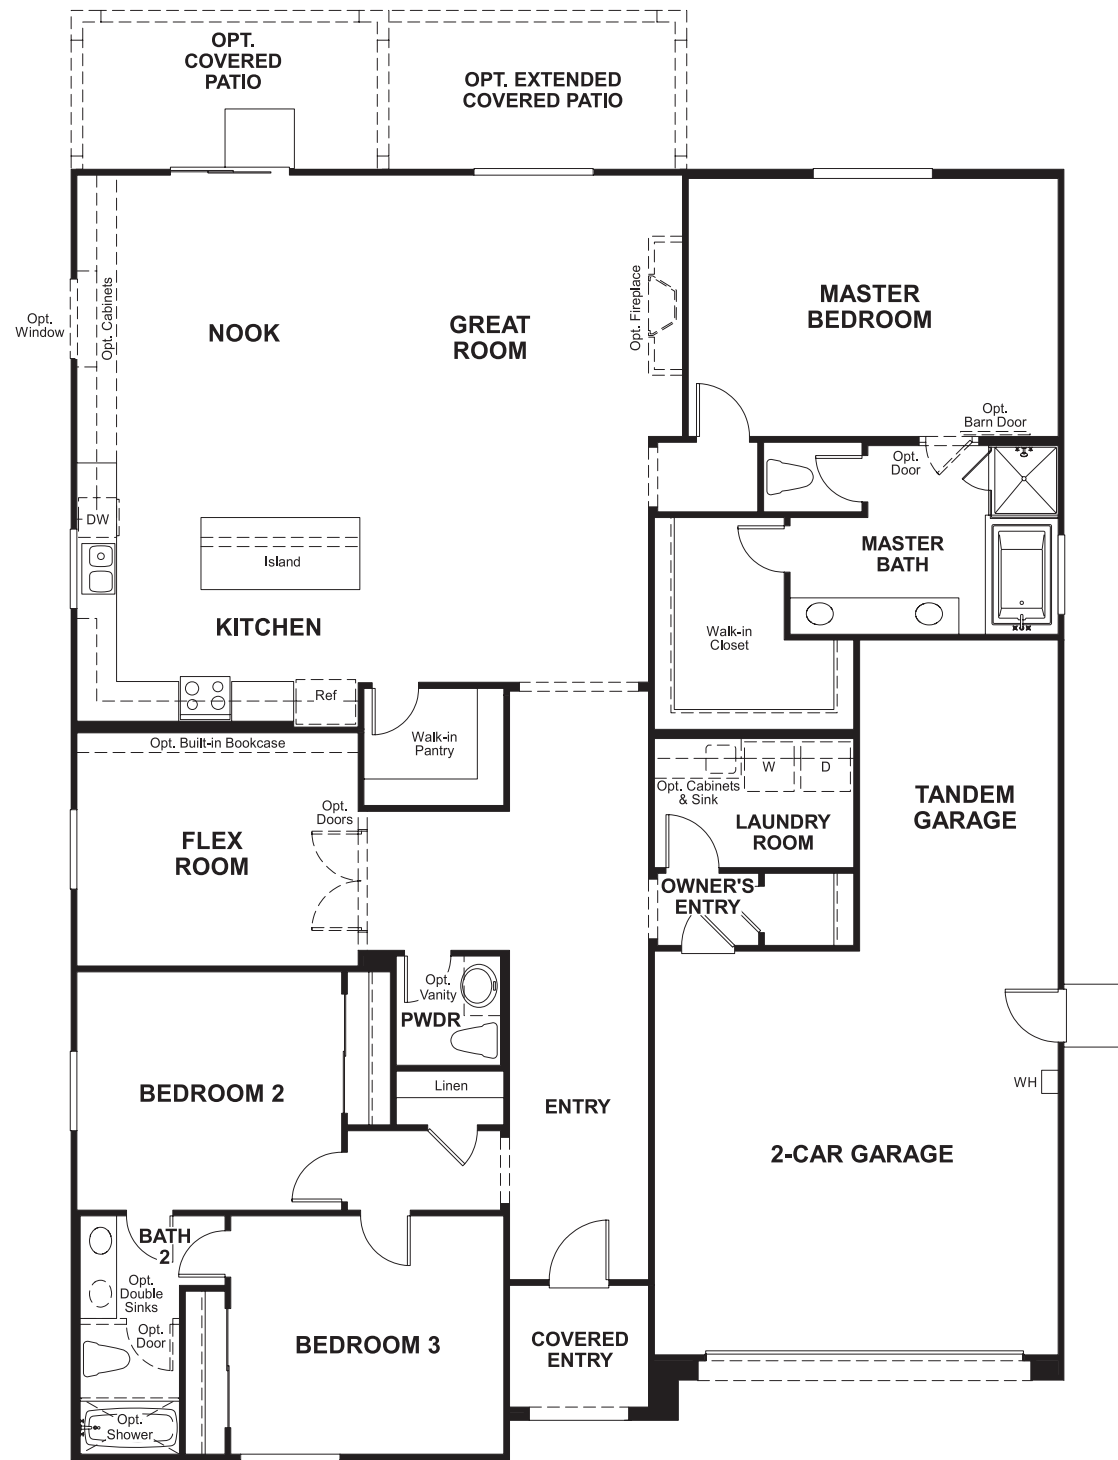 OPT.
COVERED
PATIO
OPT. EXTENDED
COVERED PATIO
Opt.
Window
Opt. Cabinets
NOOK
GREAT
ROOM
Opt. Fireplace
MASTER
BEDROOM
Opt.
Barn Door
Opt.
Door
DW
Island
MASTER
BATH
KITCHEN
Walk-in
Closet
Ref
Opt. Built-in Bookcase
Walk-in
Pantry
W
D
Opt. Cabinets
& Sink
LAUNDRY
ROOM
TANDEM
GARAGE
Opt.
Doors
FLEX
ROOM
OWNER'S
ENTRY
Opt.
Vanity
PWDR
WH
BEDROOM 2
Linen
ENTRY
2-CAR GARAGE
BATH
2
Opt.
Double
Sinks
Opt.
Door
BEDROOM 3
COVERED
ENTRY
Opt.
Shower